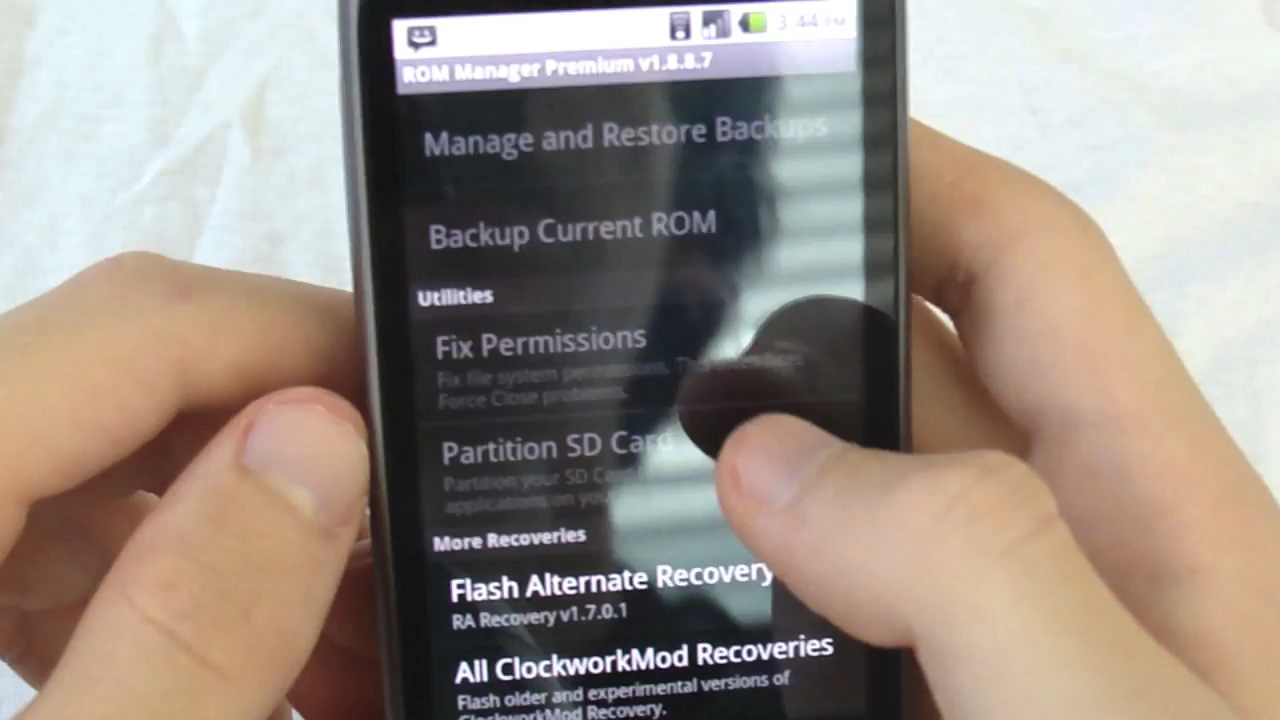 3:44 PM
ROM Manager Premium v1.8.8.7
Manage and Restore Backups
Backup Current ROM
Utilities
Fix Permissions
Fix file system permissions.
Force Close problems.
Partition SD Card
Partition your SD Card
applications on
More Recoveries
Flash Alternate Recovery
RA Recovery v1.7.0.1
All ClockworkMod Recoveries
Flash older and experimental versions of
ClockworkMod Recovery.